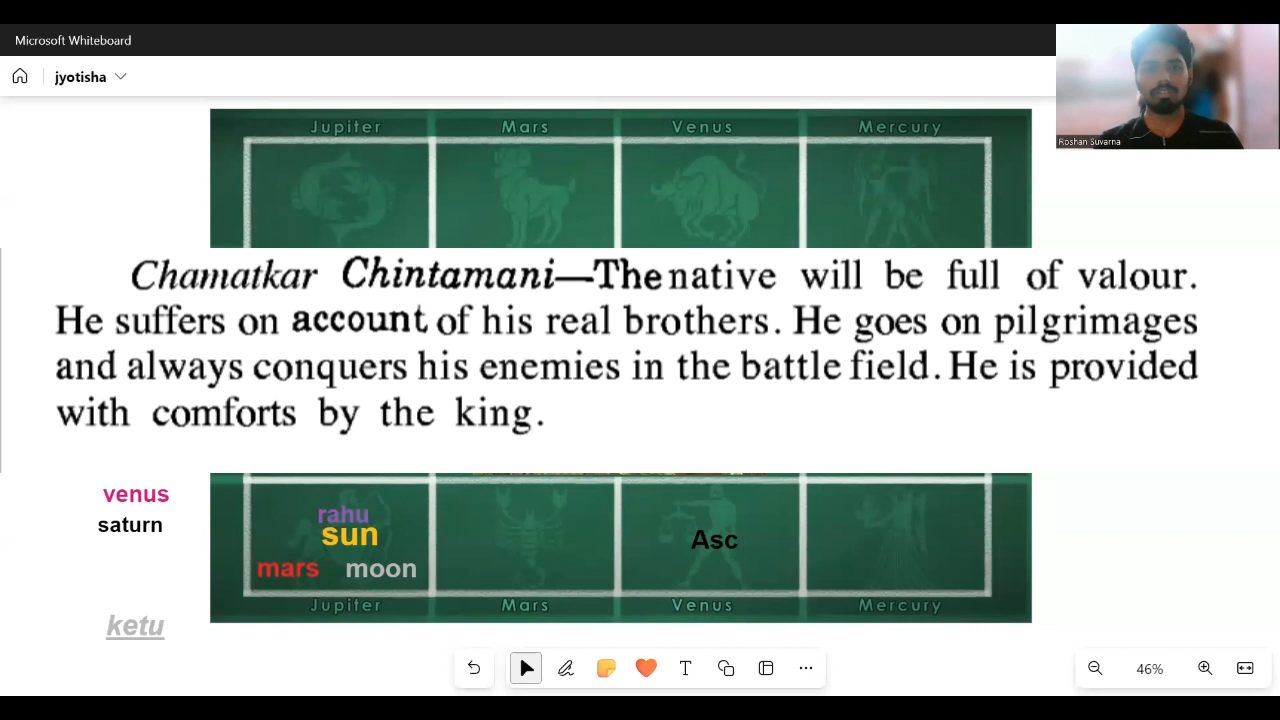 Microsoft Whiteboard
jyotisha
Roshan Suvarna
Jupiter Mars Venus Mercury
Chamatkar Chintamani—The native will be full of valour.
He suffers on account of his real brothers. He goes on pilgrimages
and always conquers his enemies in the battle field. He is provided
with comforts by the king.
venus
saturn
rahu
sun
mars moon
Asc
Jupiter Mars Venus Mercury
ketu
T
46%